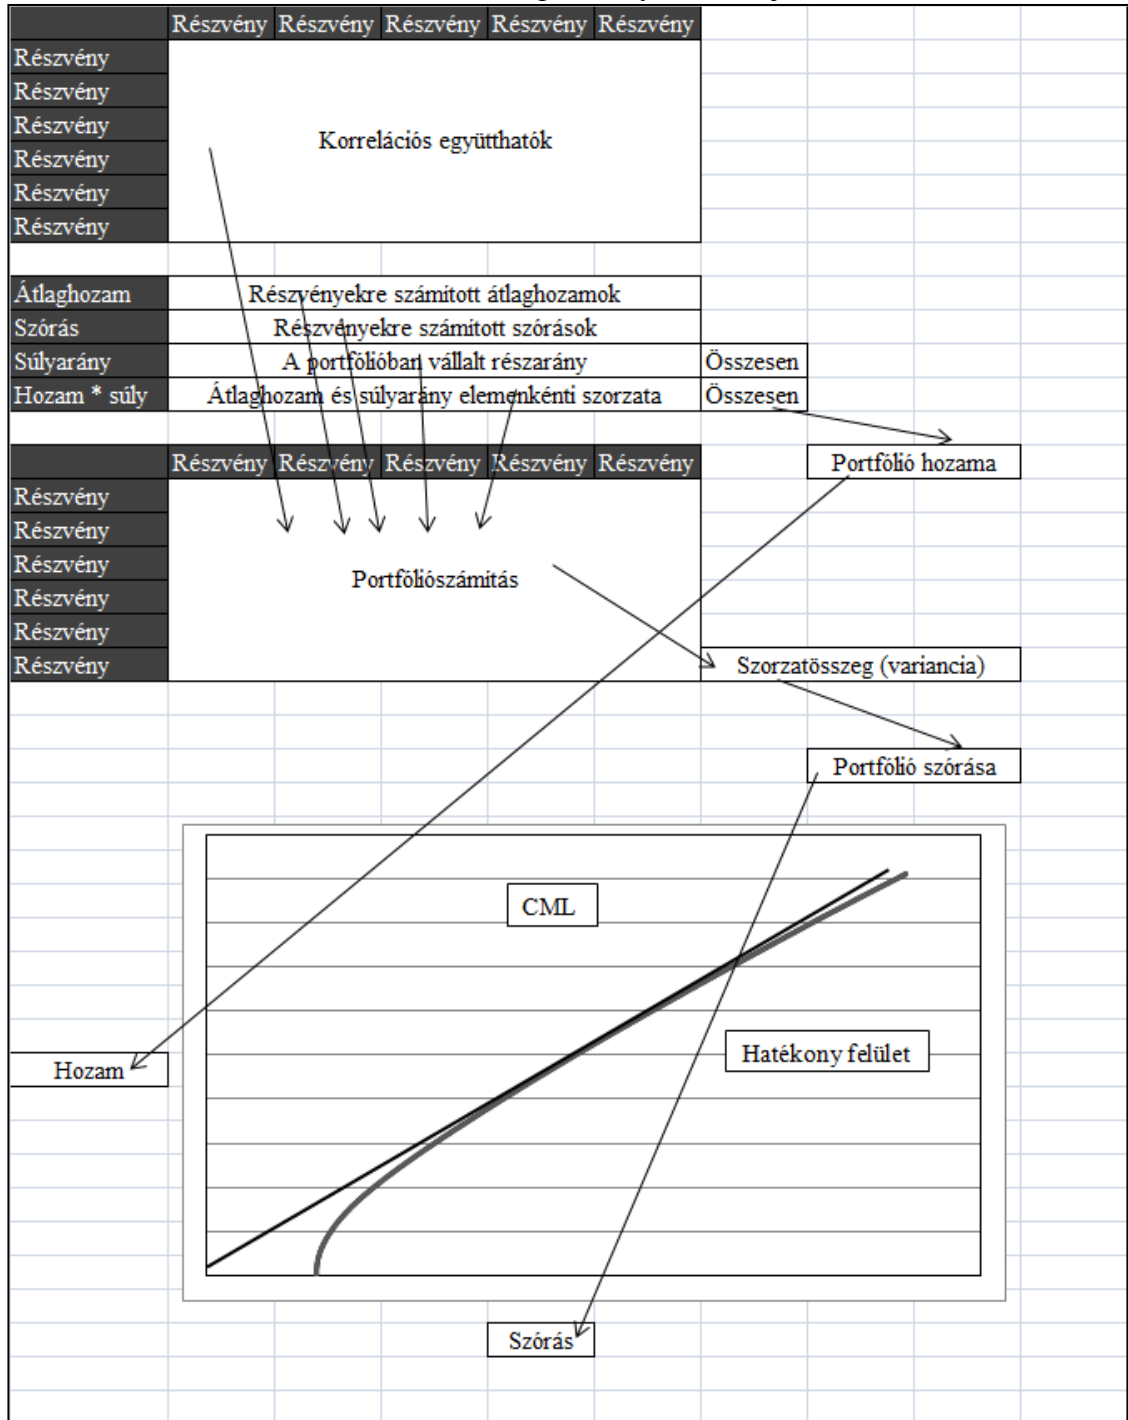 Részvény Részvény Részvény Részvény Részvény
Részvény
Részvény
Részvény
Részvény
Részvény
Részvény
Korrelációs együtthatók
Átlaghozam Részvényekre számított átlaghozamok
Szórás Részvényekre számított szórások
Súlyarány A portfólióban vállalt részarány Összesen
Hozam * súly Átlaghozam és súlyarány elemenkénti szorzata Összesen
Részvény Részvény Részvény Részvény Részvény Portfólió hozama
Részvény
Részvény
Részvény
Részvény
Részvény
Portfóliószámítás
Részvény Szorzatösszeg (variancia)
Portfólió szórása
CML
Hatékony felület
Hozam
Szórás